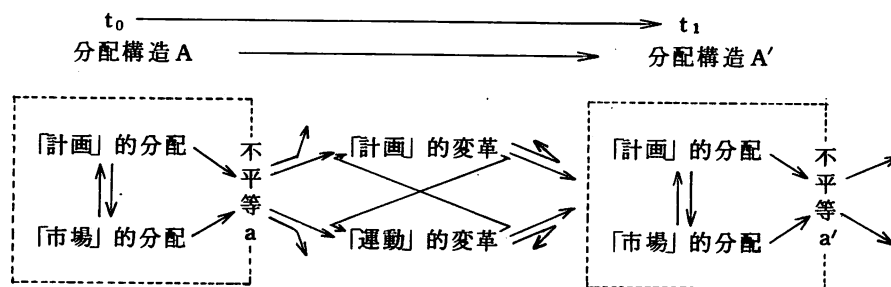 t₀ t₁
分配構造A 分配構造A′
「計画」的分配 不平等a 「計画」的変革 「計画」的分配 不平等a′
「市場」的分配 「運動」的変革 「市場」的分配